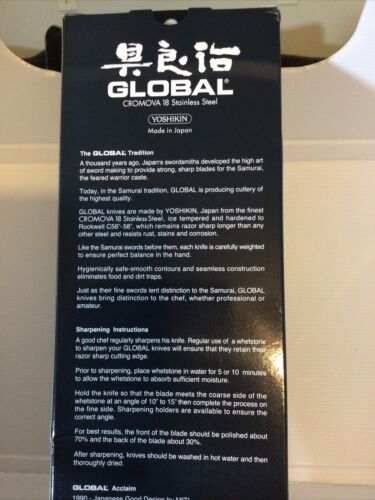 具良治
GLOBAL®
CROMOVA 18 Stainless Steel
YOSHIKIN
Made in Japan
The GLOBAL Tradition
A thousand years ago, Japan's swordsmiths developed the high art
of sword making to provide strong, sharp blades for the Samurai,
the feared warrior caste.
Today, in the Samurai tradition, GLOBAL is producing cutlery of
the highest quality.
GLOBAL knives are made by YOSHIKIN, Japan from the finest
CROMOVA 18 Stainless Steel, ice tempered and hardened to
Rockwell C56°-58°, which remains razor sharp longer than any
other steel and resists rust, stains and corrosion.
Like the Samurai swords before them, each knife is carefully weighted
to ensure perfect balance in the hand.
Hygienically safe-smooth contours and seamless construction
eliminates food and dirt traps.
Just as their fine swords lent distinction to the Samurai, GLOBAL
knives bring distinction to the chef, whether professional or
amateur.
Sharpening Instructions
A good chef regularly sharpens his knife. Regular use of a whetstone
to sharpen your GLOBAL knives will ensure that they retain their
razor sharp cutting edge.
Prior to sharpening, place whetstone in water for 5 or 10 minutes
to allow the whetstone to absorb sufficient moisture.
Hold the knife so that the blade meets the coarse side of the
whetstone at an angle of 10° to 15° then complete the process on
the fine side. Sharpening holders are available to ensure the
correct angle.
For best results, the front of the blade should be polished about
70% and the back of the blade about 30%.
After sharpening, knives should be washed in hot water and then
thoroughly dried.
GLOBAL Acclaim
1990 - Japanese Good Design by MITI